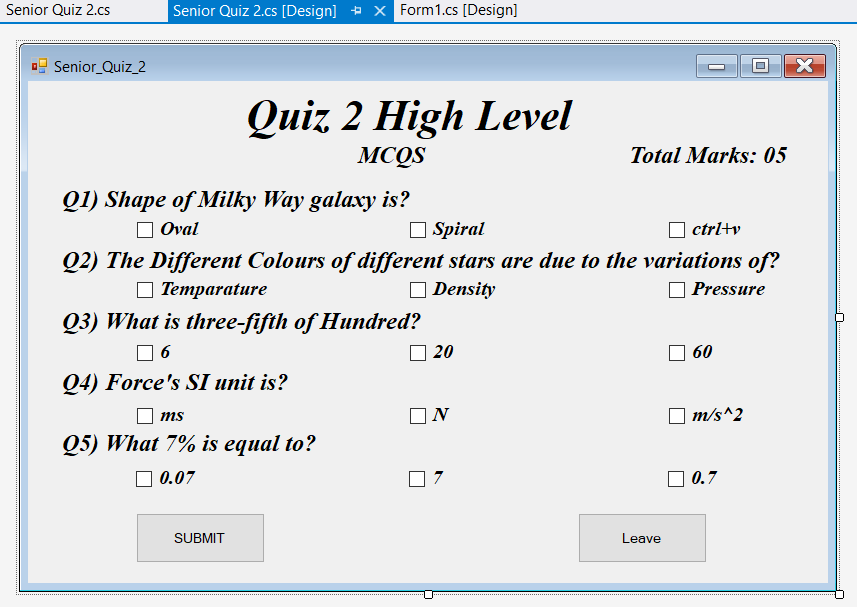 Senior Quiz 2.cs Senior Quiz 2.cs [Design] Form1.cs [Design]
Senior_Quiz_2
Quiz 2 High Level
MCQS Total Marks: 05
Q1) Shape of Milky Way galaxy is?
Oval Spiral ctrl+v
Q2) The Different Colours of different stars are due to the variations of?
Temparature Density Pressure
Q3) What is three-fifth of Hundred?
6 20 60
Q4) Force's SI unit is?
ms N m/s^2
Q5) What 7% is equal to?
0.07 7 0.7
SUBMIT Leave